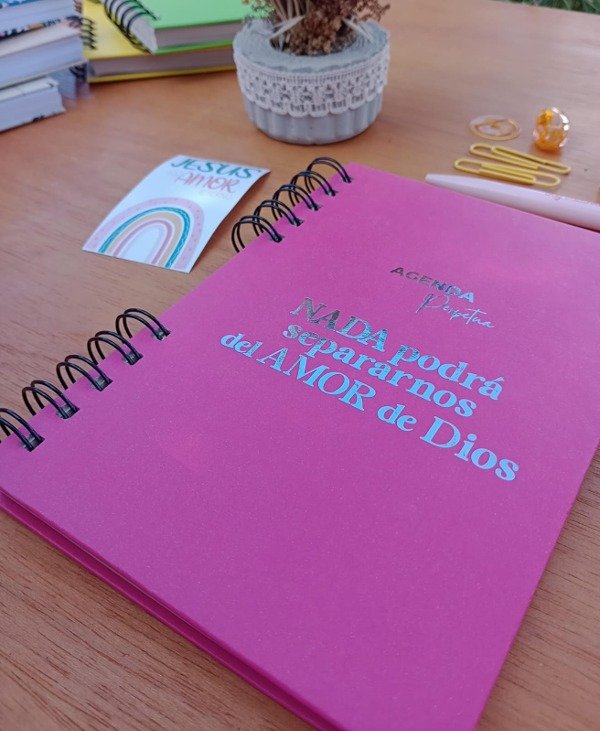 JESUS
AMOR
AGENDA
Perpetua
NADA podrá
separarnos
del AMOR de Dios